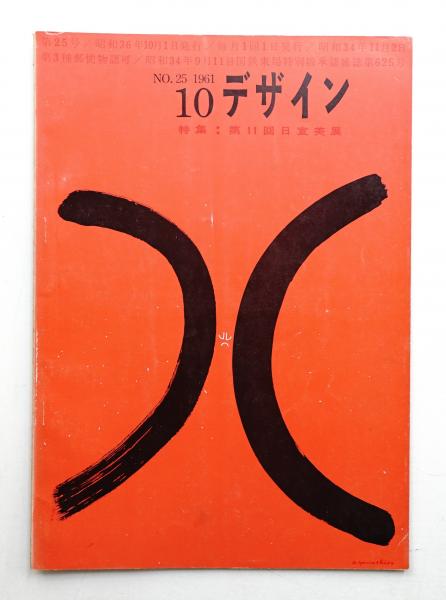 第25号／昭和36年10月1日発行／毎月1回1日発行／昭和34年11月2日
第3種郵便物認可／昭和34年9月11日国鉄東局特別扱承認雑誌第625号
NO. 25 1961
10 デザイン
特集：第11回日宣美展